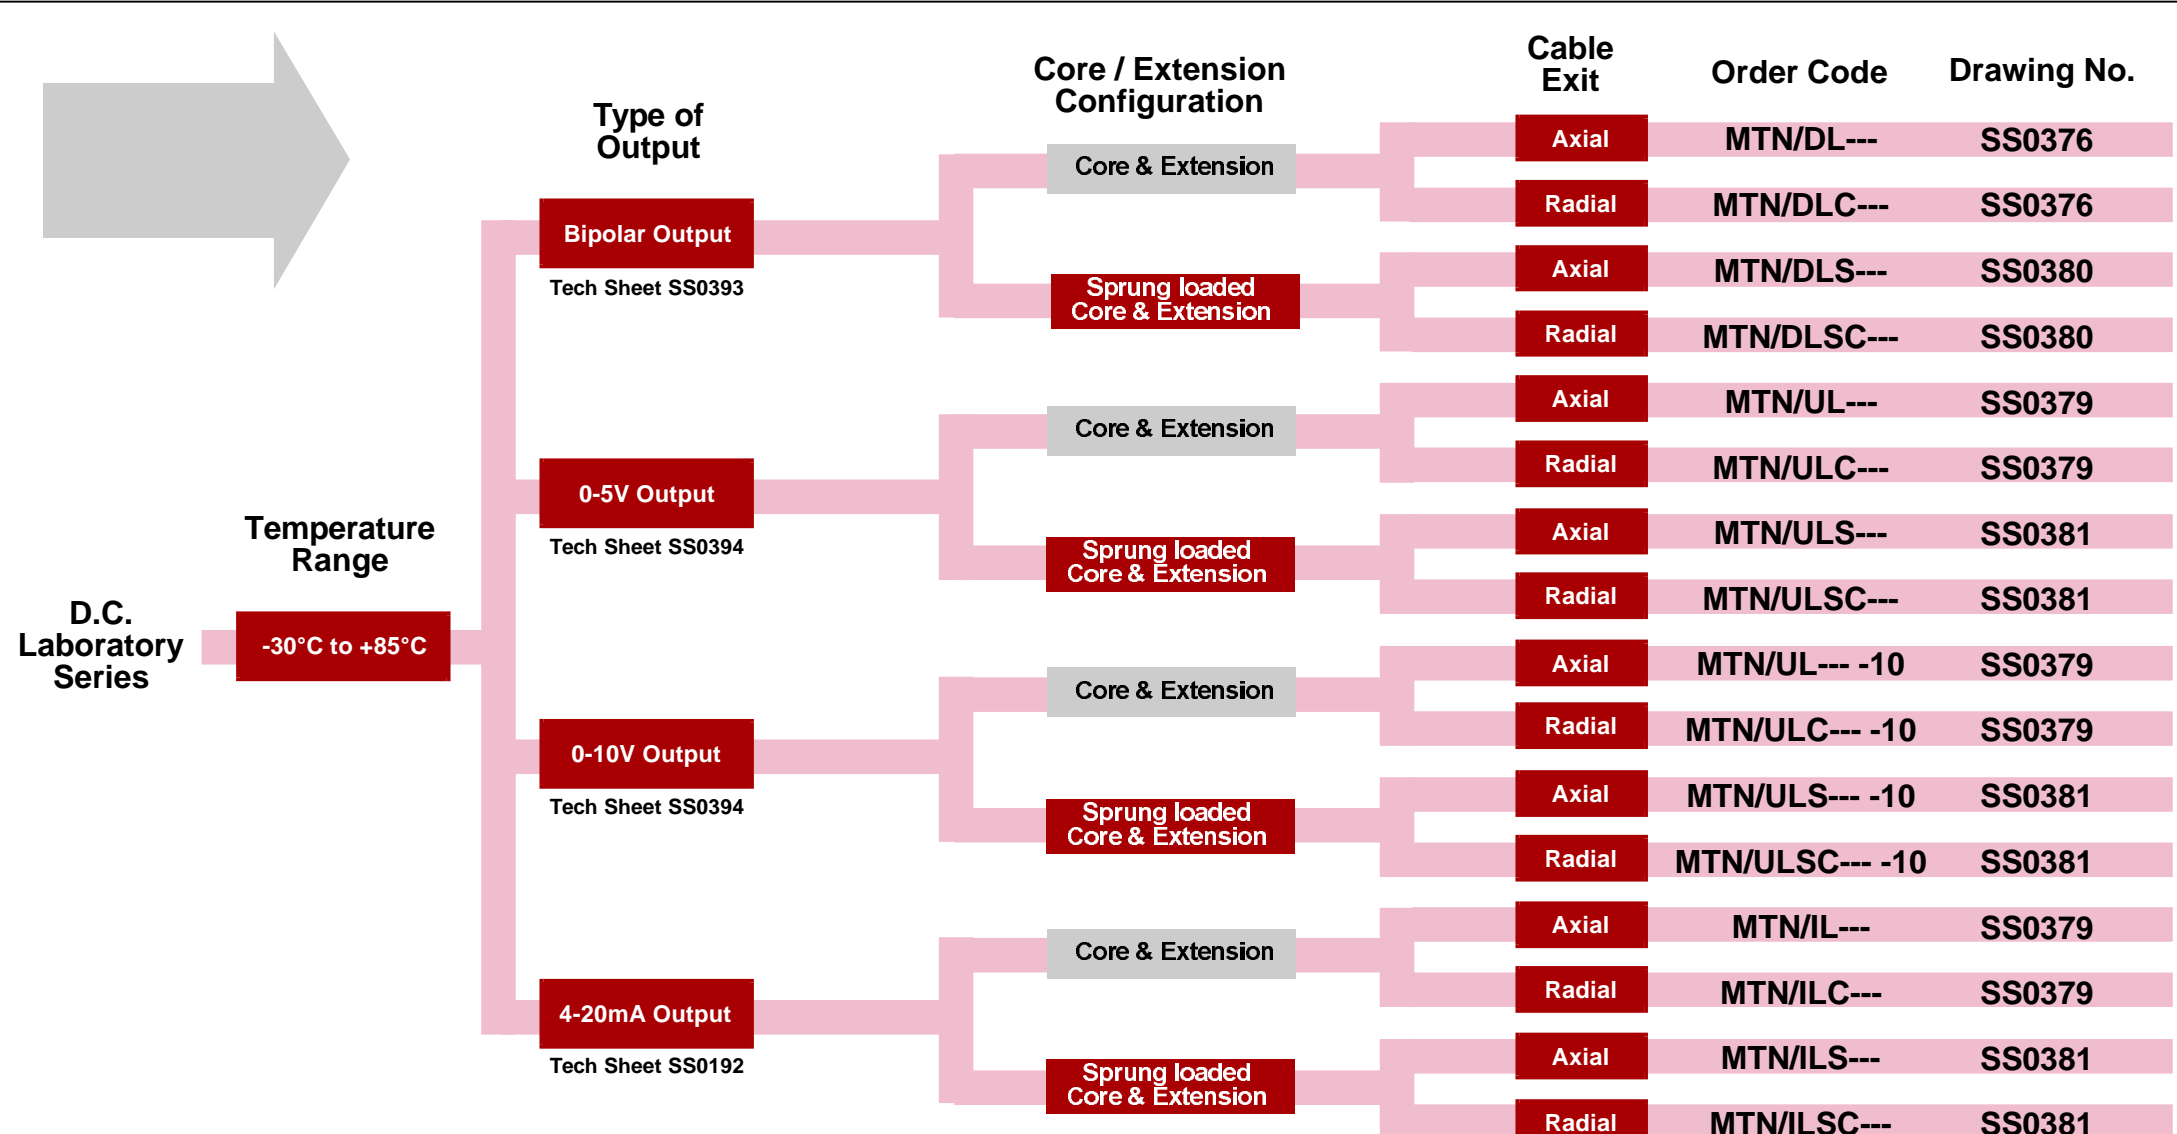 Core / Extension
Configuration
Cable
Exit
Order Code
Drawing No.
Type of
Output
Temperature
Range
D.C.
Laboratory
Series
-30°C to +85°C
Bipolar Output
Tech Sheet SS0393
Core & Extension
Axial MTN/DL--- SS0376
Radial MTN/DLC--- SS0376
Sprung loaded
Core & Extension
Axial MTN/DLS--- SS0380
Radial MTN/DLSC--- SS0380
0-5V Output
Tech Sheet SS0394
Core & Extension
Axial MTN/UL--- SS0379
Radial MTN/ULC--- SS0379
Sprung loaded
Core & Extension
Axial MTN/ULS--- SS0381
Radial MTN/ULSC--- SS0381
0-10V Output
Tech Sheet SS0394
Core & Extension
Axial MTN/UL--- -10 SS0379
Radial MTN/ULC--- -10 SS0379
Sprung loaded
Core & Extension
Axial MTN/ULS--- -10 SS0381
Radial MTN/ULSC--- -10 SS0381
4-20mA Output
Tech Sheet SS0192
Core & Extension
Axial MTN/IL--- SS0379
Radial MTN/ILC--- SS0379
Sprung loaded
Core & Extension
Axial MTN/ILS--- SS0381
Radial MTN/ILSC--- SS0381